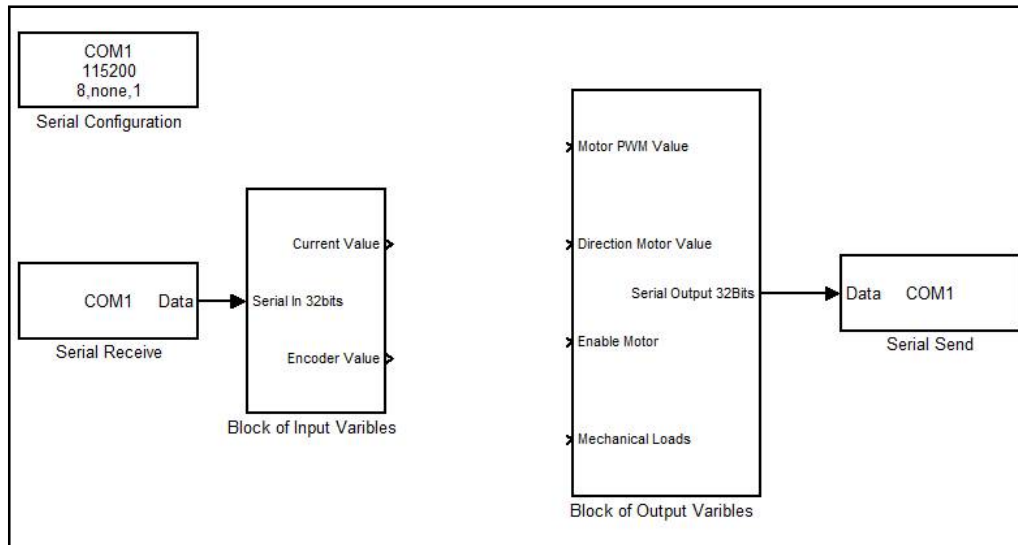 COM1
115200
8,none,1
Serial Configuration
COM1 Data
Serial Receive
Current Value
Serial In 32bits
Encoder Value
Block of Input Varibles
Motor PWM Value
Direction Motor Value
Serial Output 32Bits
Enable Motor
Mechanical Loads
Block of Output Varibles
Data COM1
Serial Send